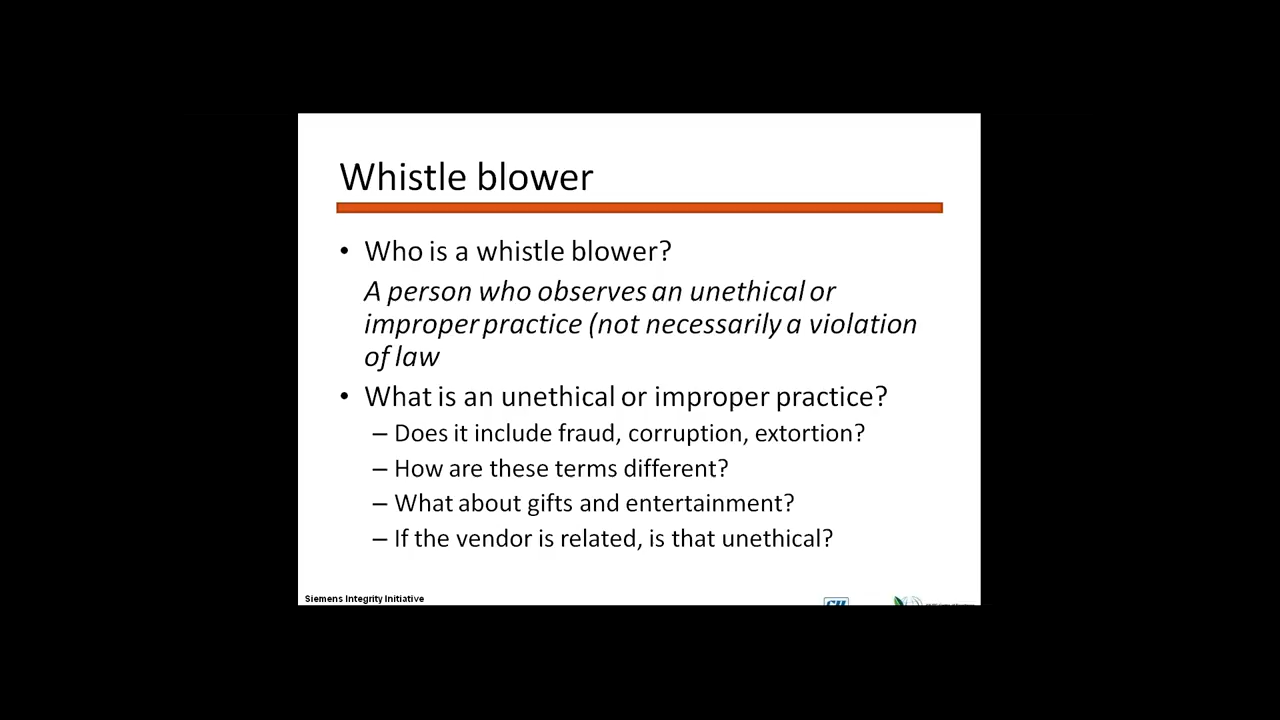 Whistle blower
• Who is a whistle blower?
A person who observes an unethical or
improper practice (not necessarily a violation
of law
• What is an unethical or improper practice?
– Does it include fraud, corruption, extortion?
– How are these terms different?
– What about gifts and entertainment?
– If the vendor is related, is that unethical?
Siemens Integrity Initiative